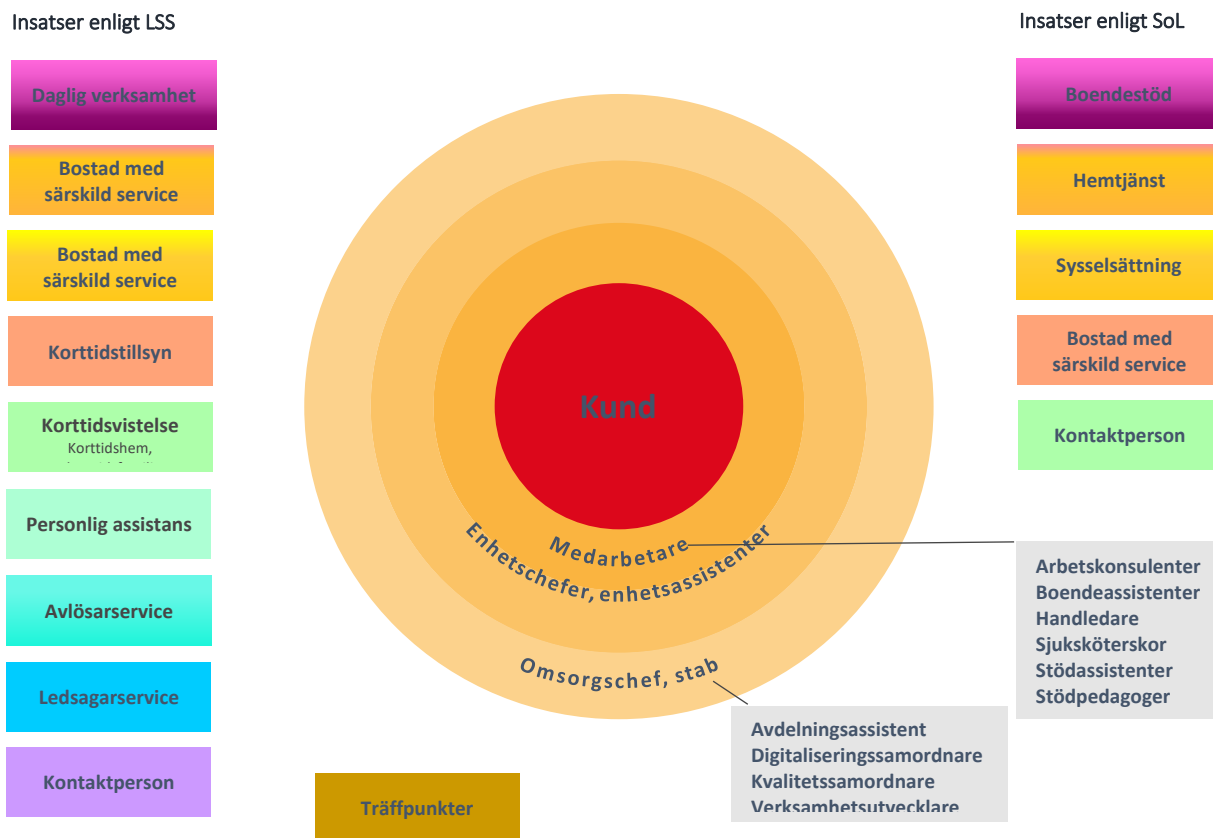 Insatser enligt LSS
Daglig verksamhet
Bostad med
särskild service
Bostad med
särskild service
Korttidstillsyn
Korttidsvistelse
Korttidshem,
Personlig assistans
Avlösarservice
Ledsagarservice
Kontaktperson
Kund
Medarbetare
Enhetschefer, enhetsassistenter
Omsorgschef, stab
Träffpunkter
Avdelningsassistent
Digitaliseringssamordnare
Kvalitetssamordnare
Verksamhetsutvecklare
Insatser enligt SoL
Boendestöd
Hemtjänst
Sysselsättning
Bostad med
särskild service
Kontaktperson
Arbetskonsulenter
Boendeassistenter
Handledare
Sjuksköterskor
Stödassistenter
Stödpedagoger